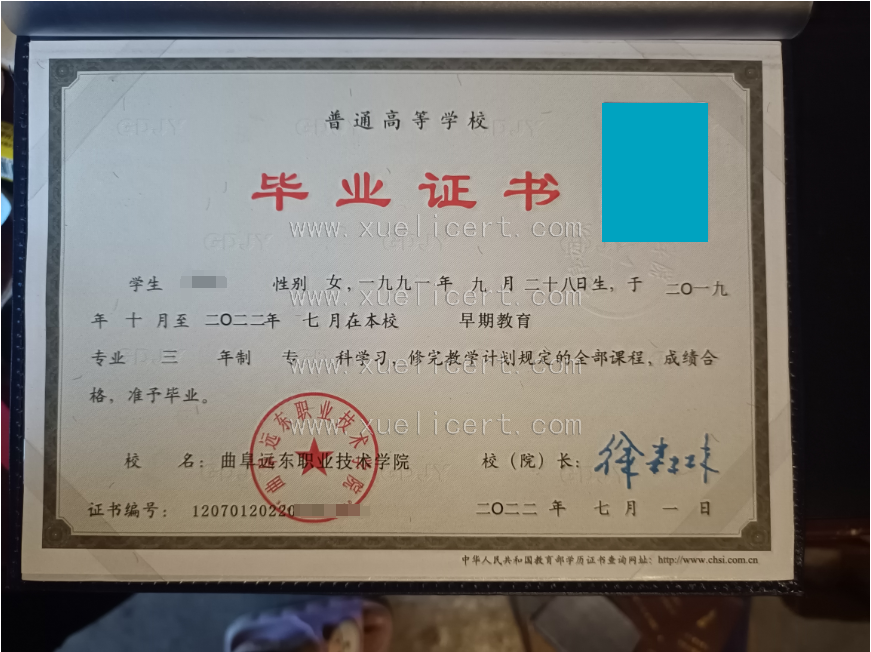 普通高等学校
毕业证书
www.xuelicert.com
学生 性别 女，一九九一年 九 月 二十八日生，于 二〇一九
www.xuelicert.com
年 十 月至 二〇二二年 七 月在本校 早期教育
专业 三 年制 专 科学习，修完教学计划规定的全部课程，成绩合
www.xuelicert.com
格，准予毕业。
www.xuelicert.com
曲阜远东职业技术学院
校 名：曲阜远东职业技术学院 校（院）长：
证书编号： 12070120220 二〇二二 年 七 月 一 日
中华人民共和国教育部学历证书查询网址：http://www.chsi.com.cn